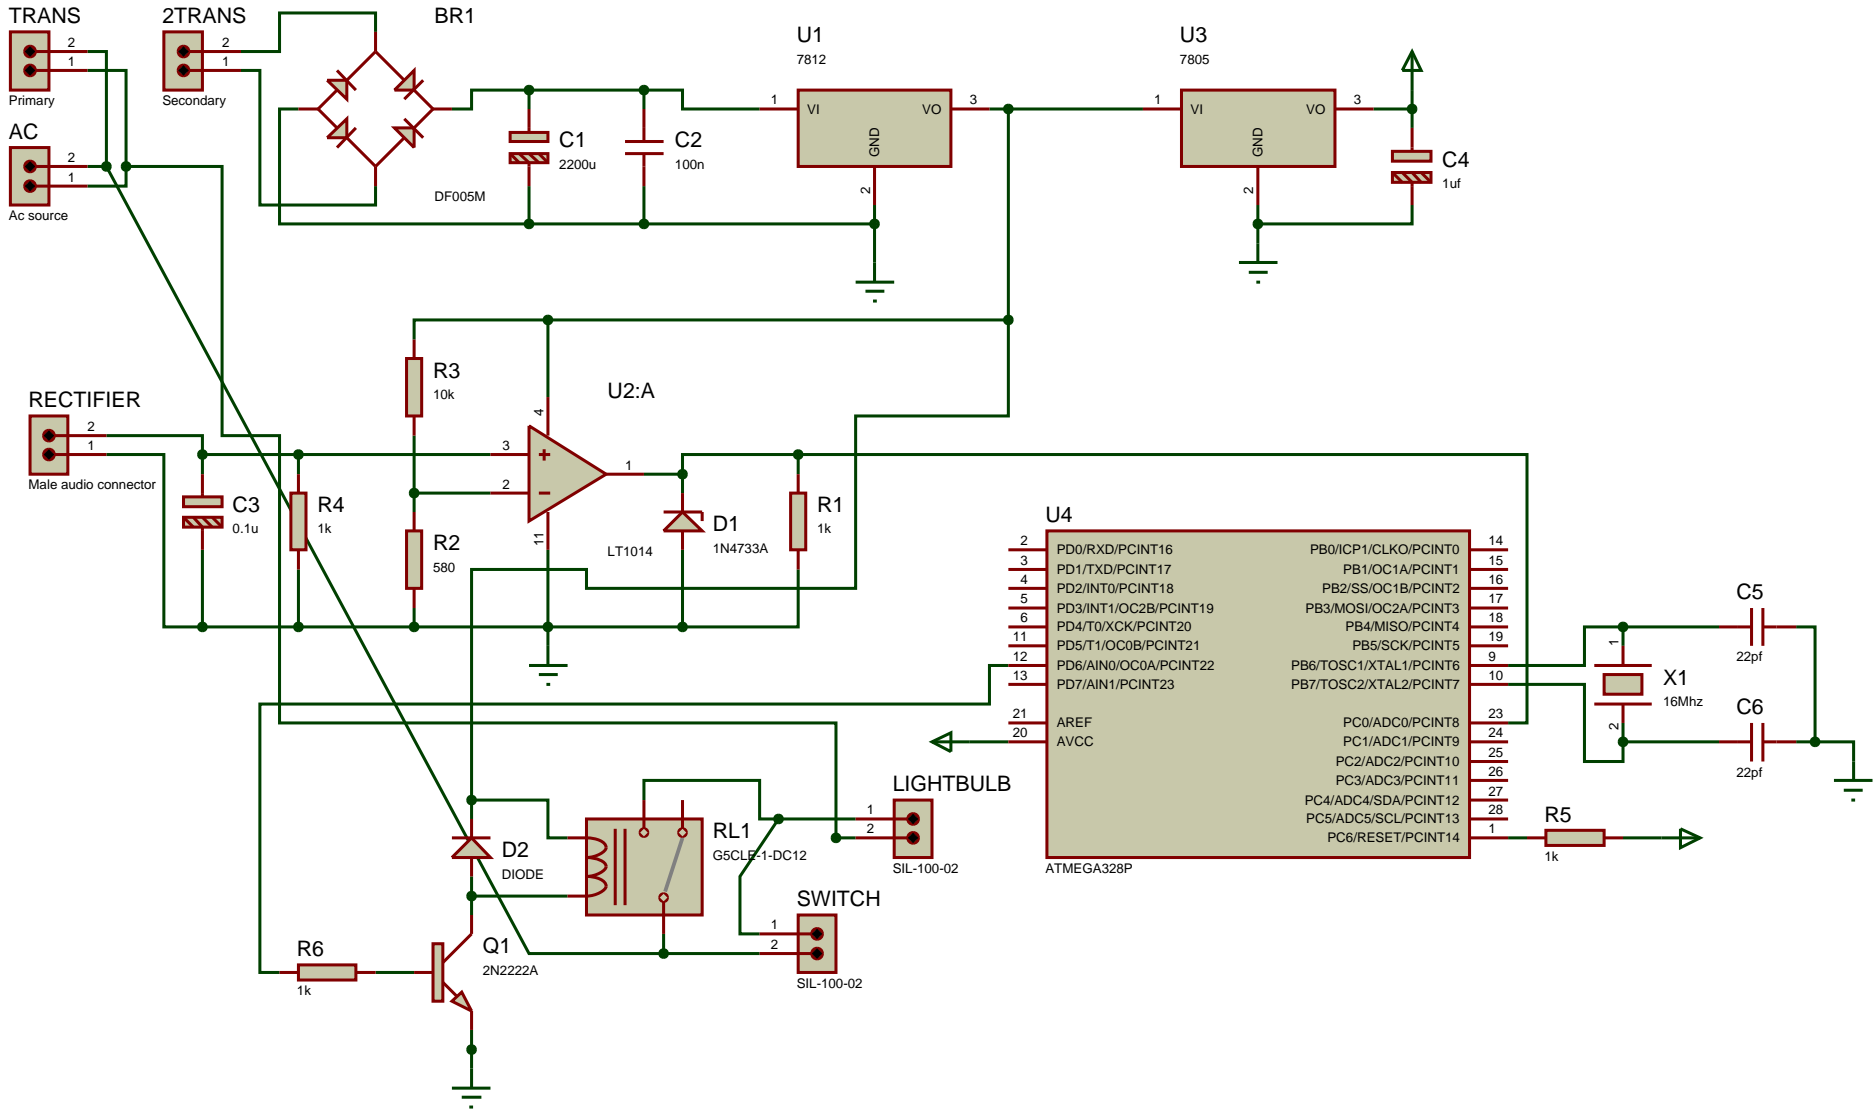 TRANS
2
1
Primary
2TRANS
2
1
Secondary
AC
2
1
Ac source
BR1
DF005M
C1
2200u
C2
100n
U1
7812
1
VI
VO
3
GND
2
U3
7805
1
VI
VO
3
GND
2
C4
1uf
RECTIFIER
2
1
Male audio connector
C3
0.1u
R4
1k
R3
10k
R2
580
U2:A
4
3
2
1
11
LT1014
D1
1N4733A
R1
1k
U4
2 PD0/RXD/PCINT16
3 PD1/TXD/PCINT17
4 PD2/INT0/PCINT18
5 PD3/INT1/OC2B/PCINT19
6 PD4/T0/XCK/PCINT20
11 PD5/T1/OC0B/PCINT21
12 PD6/AIN0/OC0A/PCINT22
13 PD7/AIN1/PCINT23
21 AREF
20 AVCC
PB0/ICP1/CLKO/PCINT0 14
PB1/OC1A/PCINT1 15
PB2/SS/OC1B/PCINT2 16
PB3/MOSI/OC2A/PCINT3 17
PB4/MISO/PCINT4 18
PB5/SCK/PCINT5 19
PB6/TOSC1/XTAL1/PCINT6 9
PB7/TOSC2/XTAL2/PCINT7 10
PC0/ADC0/PCINT8 23
PC1/ADC1/PCINT9 24
PC2/ADC2/PCINT10 25
PC3/ADC3/PCINT11 26
PC4/ADC4/SDA/PCINT12 27
PC5/ADC5/SCL/PCINT13 28
PC6/RESET/PCINT14 1
ATMEGA328P
C5
22pf
1
X1
16Mhz
2
C6
22pf
R5
1k
LIGHTBULB
1
2
SIL-100-02
RL1
G5CLE-1-DC12
D2
DIODE
SWITCH
1
2
SIL-100-02
R6
1k
Q1
2N2222A